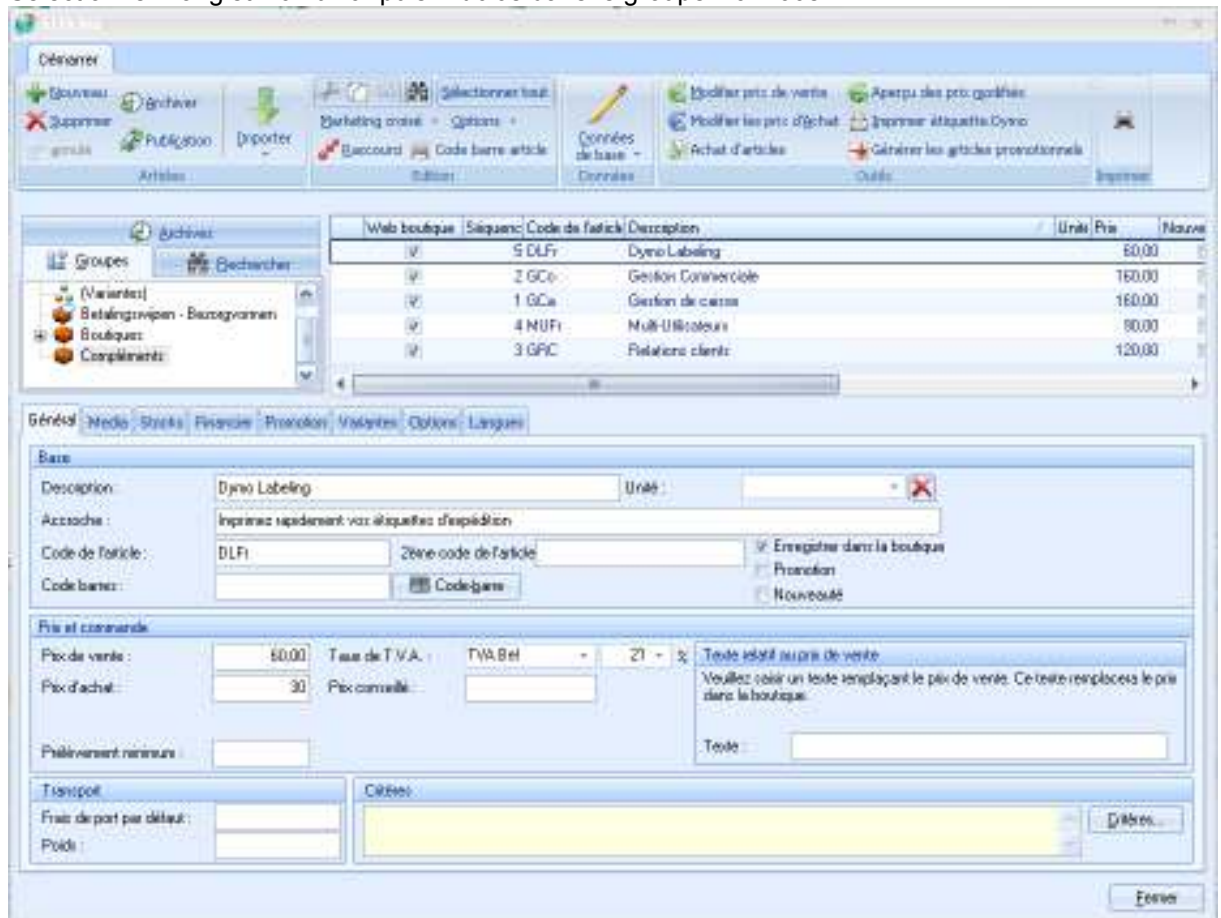 Démarrer
Nouveau
Archiver
Supprimer
Publication
Importer
Articles
Sélectionner tout
Marketing croisé
Options
Raccourci
Code barre article
Edition
Données de base
Données
Modifier prix de vente
Aperçu des prix modifiés
Modifier les prix d'achat
Imprimer étiquette Dymo
Achat d'articles
Générer les articles promotionnels
Outils
Imprimer
Archives
Groupes
Rechercher
(Variantes)
Boutiques
Compléments
Web boutique Séquenc Code de l'articl Description Unité Prix Nouve
5 DLFr Dymo Labeling 60,00
2 GCo Gestion Commerciale 160,00
1 GCa Gestion de caisse 160,00
4 MUFr Multi-Utilisateurs 90,00
3 GRC Relations clients 120,00
Général Media Stocks Financier Promotion Variantes Options Langues
Base
Description : Dymo Labeling Unité :
Accroche : Imprimez rapidement vos étiquettes d'expédition
Code de l'article : DLFr 2ème code de l'article
Enregistrer dans la boutique
Promotion
Code barres : Code-barre
Nouveauté
Prix et commande
Prix de vente : 60,00 Taux de T.V.A. : TVA Bel 21 %
Prix d'achat : 30 Prix conseillé :
Texte relatif au prix de vente
Veuillez saisir un texte remplaçant le prix de vente. Ce texte remplacera le prix
dans la boutique.
Prélèvement minimum : Texte :
Transport
Critères
Frais de port par défaut :
Critères...
Poids :
Fermer